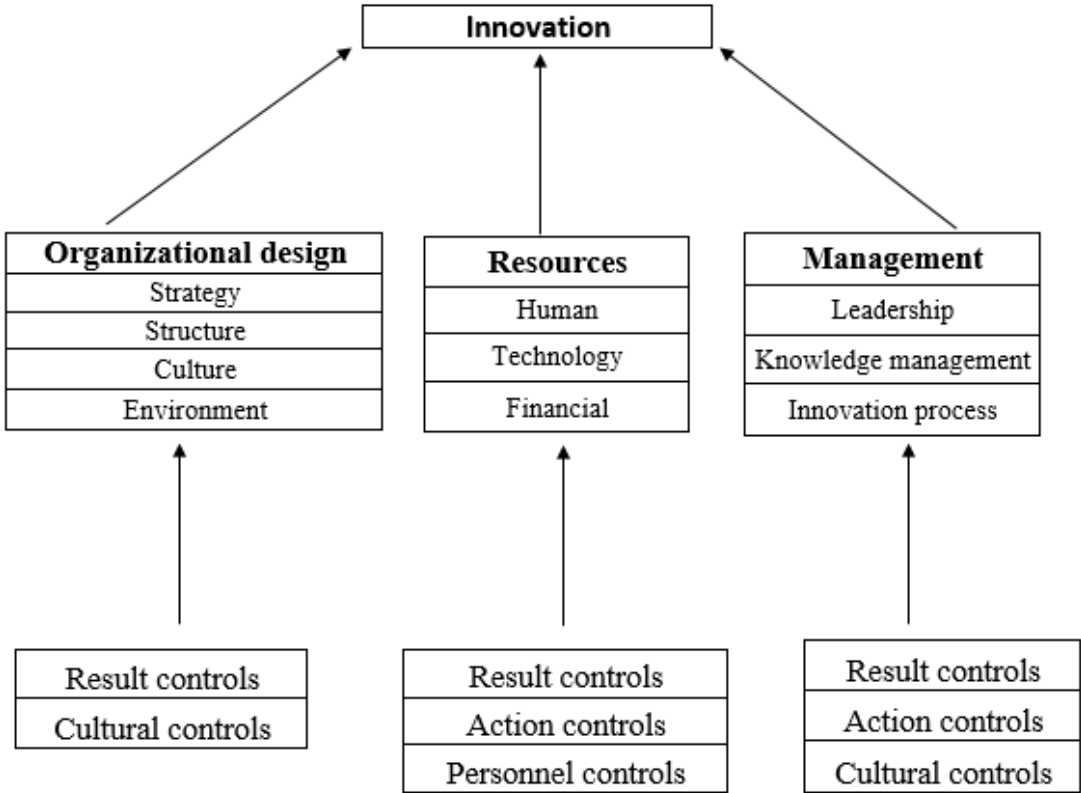 Innovation
Organizational design
Strategy
Structure
Culture
Environment
Resources
Human
Technology
Financial
Management
Leadership
Knowledge management
Innovation process
Result controls
Cultural controls
Result controls
Action controls
Personnel controls
Result controls
Action controls
Cultural controls